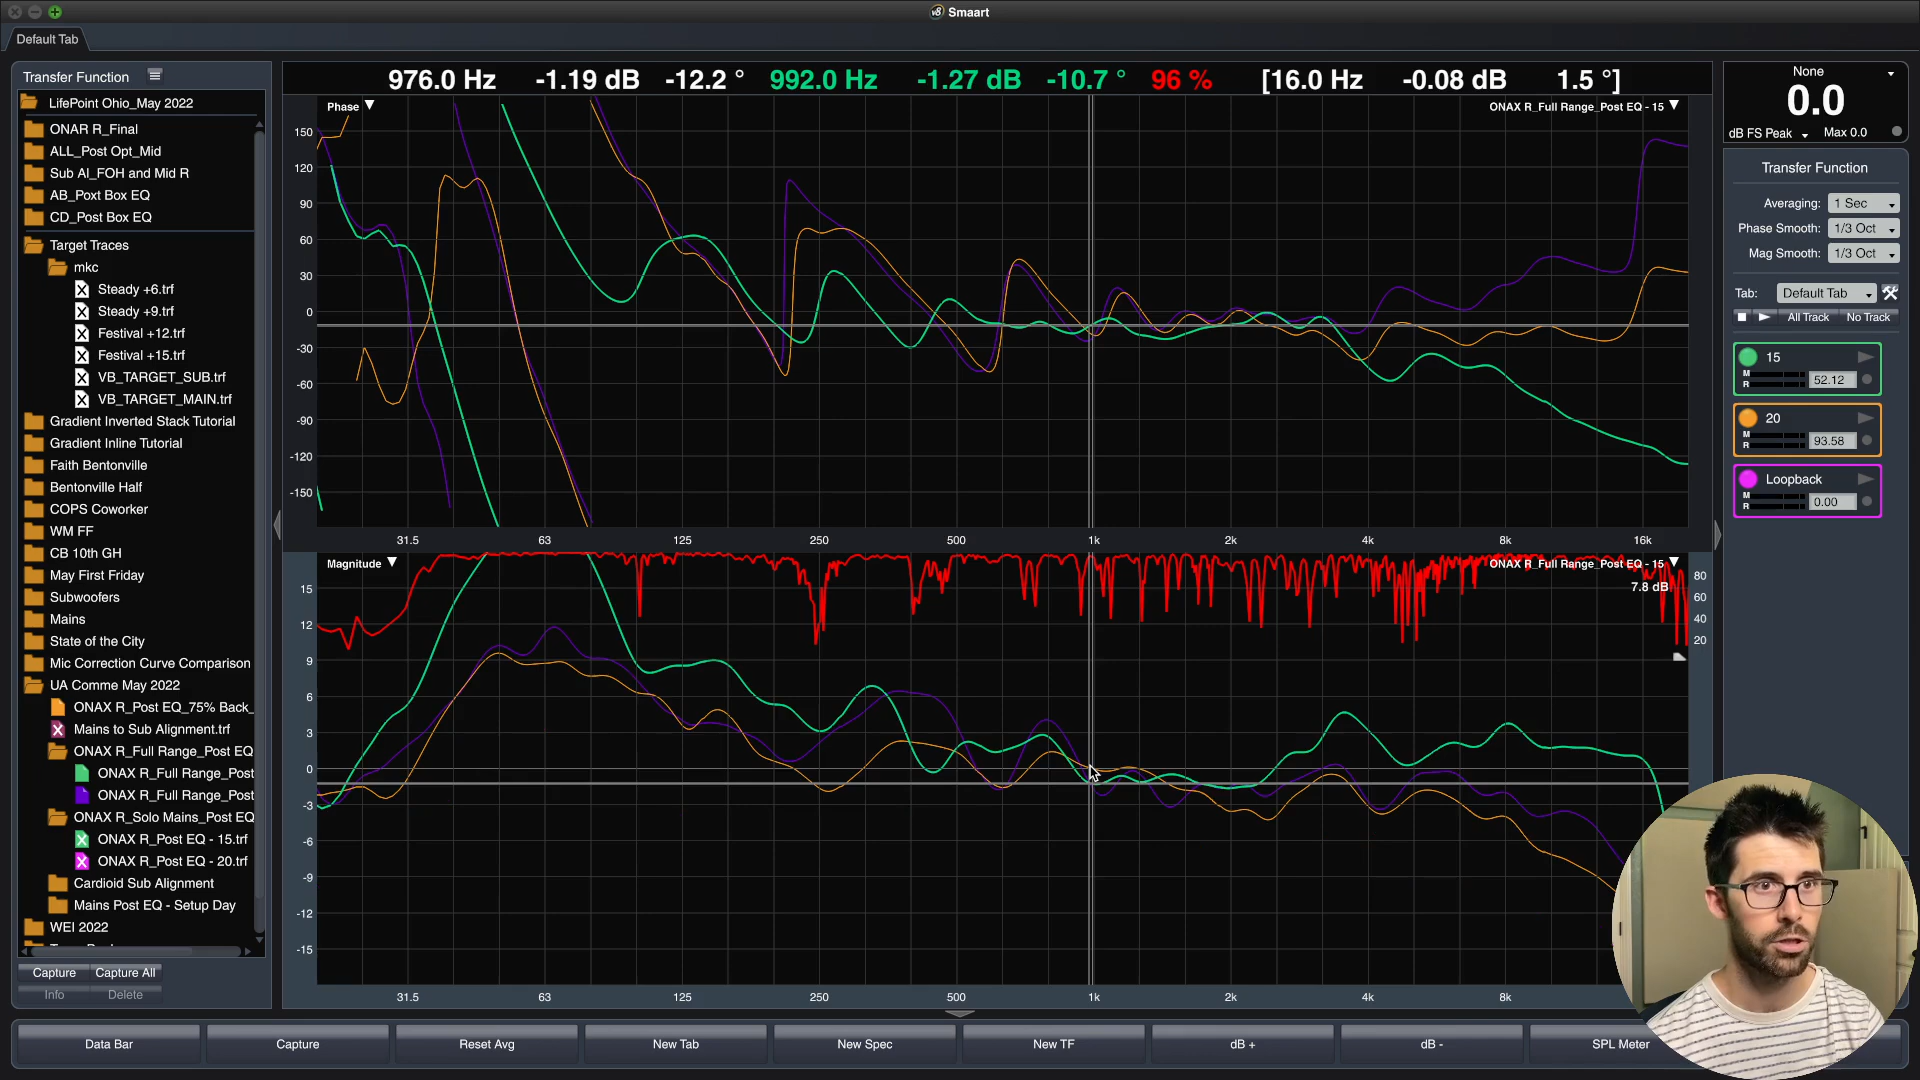 v8 Smaart
Default Tab
Transfer Function
LifePoint Ohio_May 2022
ONAR R_Final
ALL_Post Opt_Mid
Sub Al_FOH and Mid R
AB_Poxt Box EQ
CD_Post Box EQ
Target Traces
mkc
Steady +6.trf
Steady +9.trf
Festival +12.trf
Festival +15.trf
VB_TARGET_SUB.trf
VB_TARGET_MAIN.trf
Gradient Inverted Stack Tutorial
Gradient Inline Tutorial
Faith Bentonville
Bentonville Half
COPS Coworker
WM FF
CB 10th GH
May First Friday
Subwoofers
Mains
State of the City
Mic Correction Curve Comparison
UA Comme May 2022
ONAX R_Post EQ_75% Back_
Mains to Sub Alignment.trf
ONAX R_Full Range_Post EQ
ONAX R_Full Range_Post
ONAX R_Full Range_Post
ONAX R_Solo Mains_Post EQ
ONAX R_Post EQ - 15.trf
ONAX R_Post EQ - 20.trf
Cardioid Sub Alignment
Mains Post EQ - Setup Day
WEI 2022
Capture Capture All
Info Delete
976.0 Hz -1.19 dB -12.2 ° 992.0 Hz -1.27 dB -10.7 ° 96 % [16.0 Hz -0.08 dB 1.5 °]
Phase ONAX R_Full Range_Post EQ - 15
150
120
90
60
30
0
-30
-60
-90
-120
-150
31.5 63 125 250 500 1k 2k 4k 8k 16k
Magnitude ONAX R_Full Range_Post EQ - 15
7.8 dB
15
12
9
6
3
0
-3
-6
-9
-12
-15
80
60
40
20
31.5 63 125 250 500 1k 2k 4k 8k
None
0.0
dB FS Peak Max 0.0
Transfer Function
Averaging: 1 Sec
Phase Smooth: 1/3 Oct
Mag Smooth: 1/3 Oct
Tab: Default Tab
All Track No Track
15
M
R 52.12
20
M
R 93.58
Loopback
M
R 0.00
Data Bar Capture Reset Avg New Tab New Spec New TF dB + dB - SPL Meter